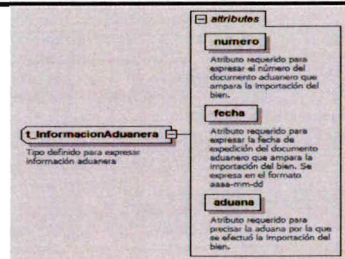 attributes
numero
Atributo requerido para
expresar el número del
documento aduanero que
ampara la importación del
bien.
fecha
Atributo requerido para
expresar la fecha de
expedición del documento
aduanero que ampara la
importación del bien. Se
expresa en el formato
aaaa-mm-dd
t_InformacionAduanera
Tipo definido para expresar
información aduanera
aduana
Atributo requerido para
precisar la aduana por la que
se efectuó la importación del
bien.